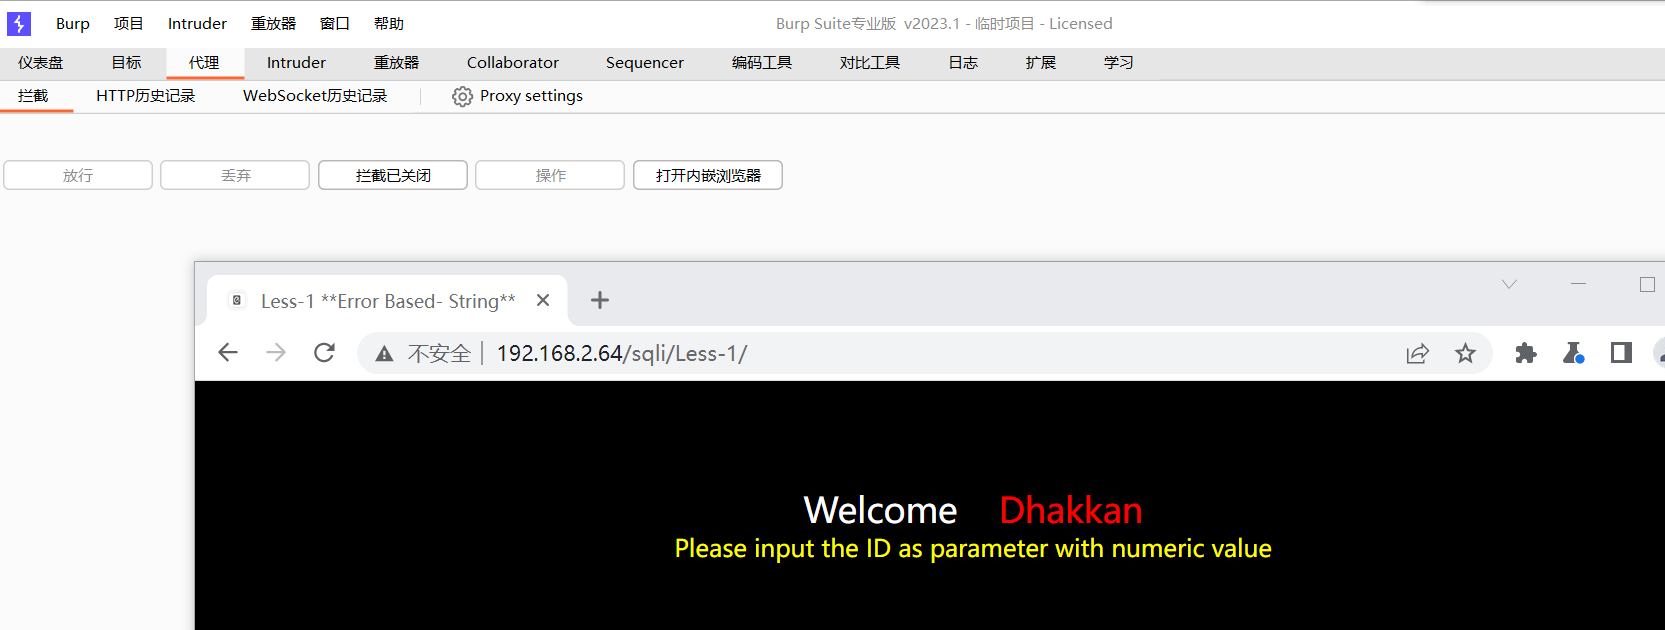 Burp 项目 Intruder 重放器 窗口 帮助 Burp Suite专业版 v2023.1 - 临时项目 - Licensed
仪表盘 目标 代理 Intruder 重放器 Collaborator Sequencer 编码工具 对比工具 日志 扩展 学习
拦截 HTTP历史记录 WebSocket历史记录 Proxy settings
放行 丢弃 拦截已关闭 操作 打开内嵌浏览器
Less-1 **Error Based- String**
不安全 192.168.2.64/sqli/Less-1/
Welcome Dhakkan
Please input the ID as parameter with numeric value